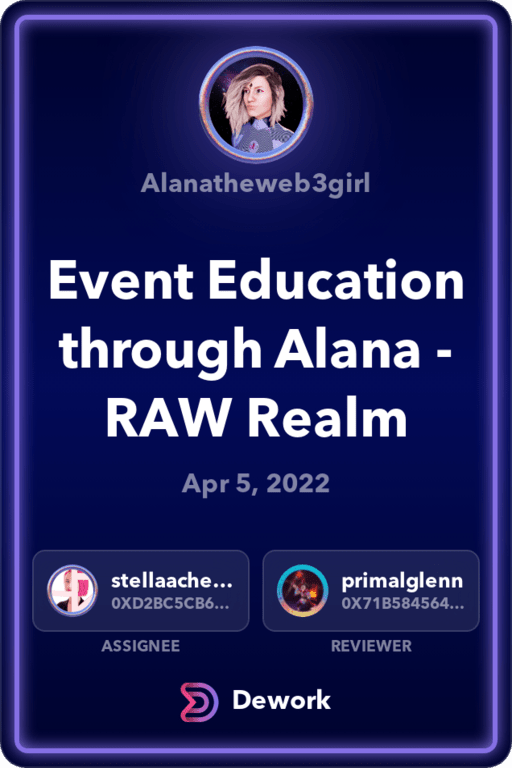 Alanatheweb3girl
Event Education
through Alana -
RAW Realm
Apr 5, 2022
stellaache...
0XD2BC5CB6...
primalglenn
0X71B584564...
ASSIGNEE
REVIEWER
Dework